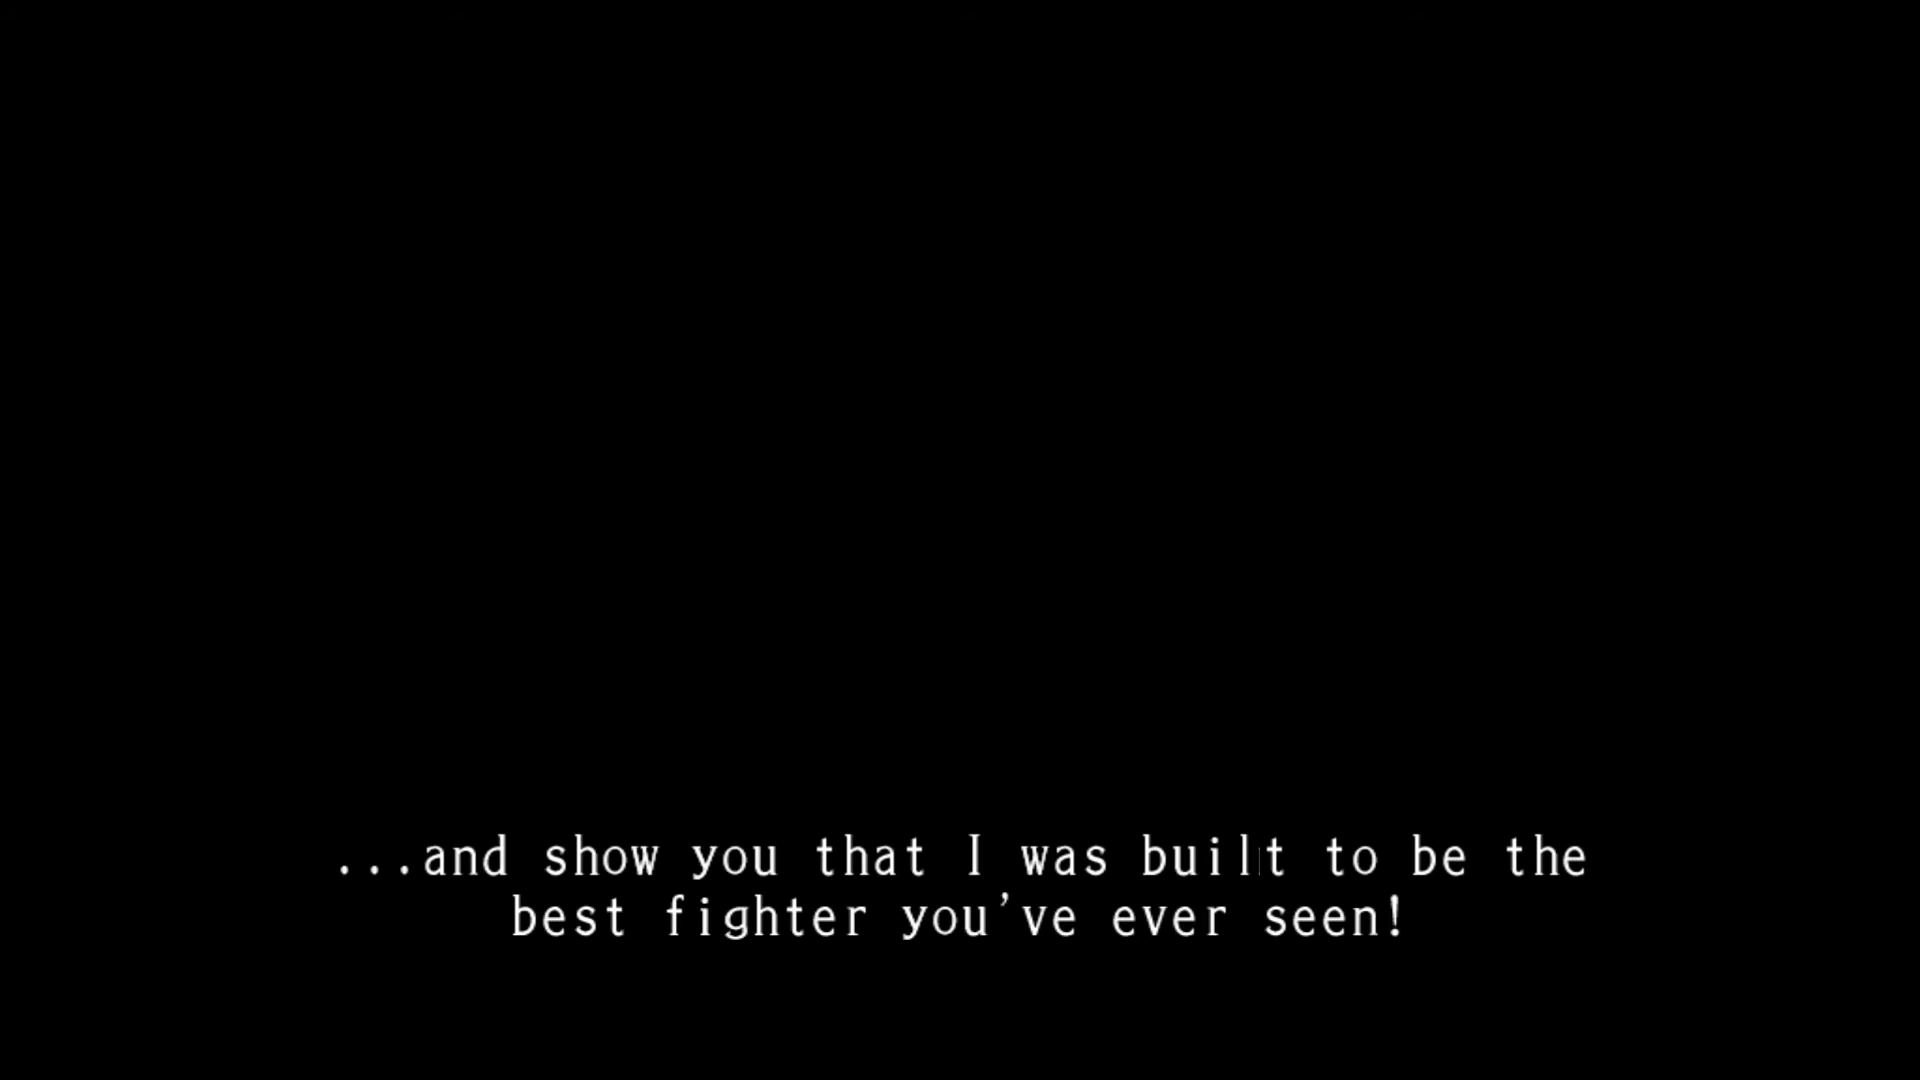 ...and show you that I was built to be the
best fighter you've ever seen!